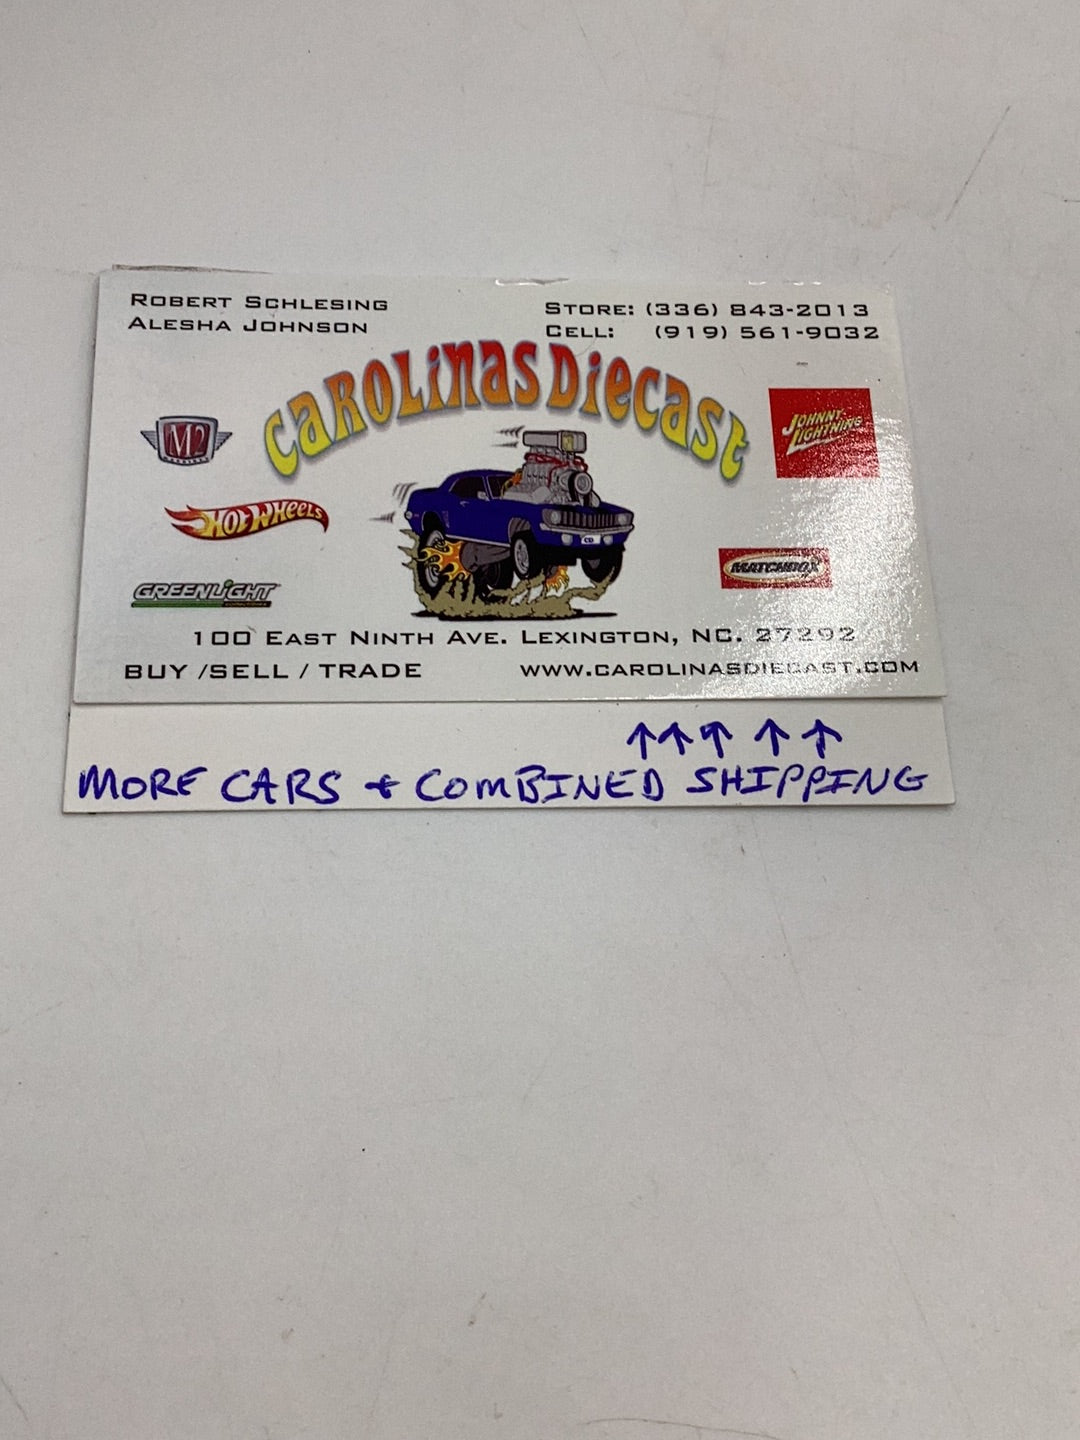 ROBERT SCHLESING
ALESHA JOHNSON
STORE: (336) 843-2013
CELL: (919) 561-9032
CAROLINAS DIECAST
M2
JOHNNY LIGHTNING
HOT WHEELS
GREENLIGHT
MATCHBOX
CD
100 EAST NINTH AVE. LEXINGTON, NC. 27292
BUY /SELL / TRADE
WWW.CAROLINASDIECAST.COM
↑↑↑ ↑ ↑
MORE CARS + COMBINED SHIPPING